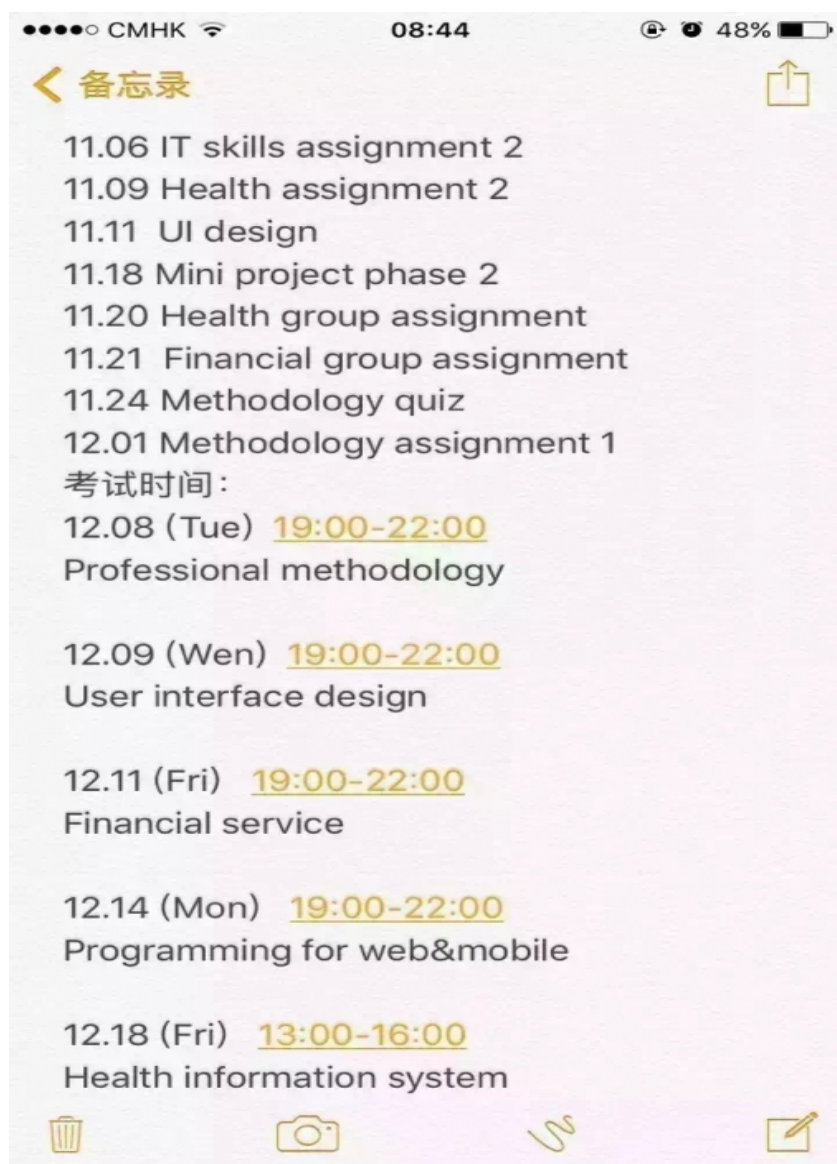 CMHK 08:44 48%
备忘录
11.06 IT skills assignment 2
11.09 Health assignment 2
11.11 UI design
11.18 Mini project phase 2
11.20 Health group assignment
11.21 Financial group assignment
11.24 Methodology quiz
12.01 Methodology assignment 1
考试时间：
12.08 (Tue) 19:00-22:00
Professional methodology
12.09 (Wen) 19:00-22:00
User interface design
12.11 (Fri) 19:00-22:00
Financial service
12.14 (Mon) 19:00-22:00
Programming for web&mobile
12.18 (Fri) 13:00-16:00
Health information system